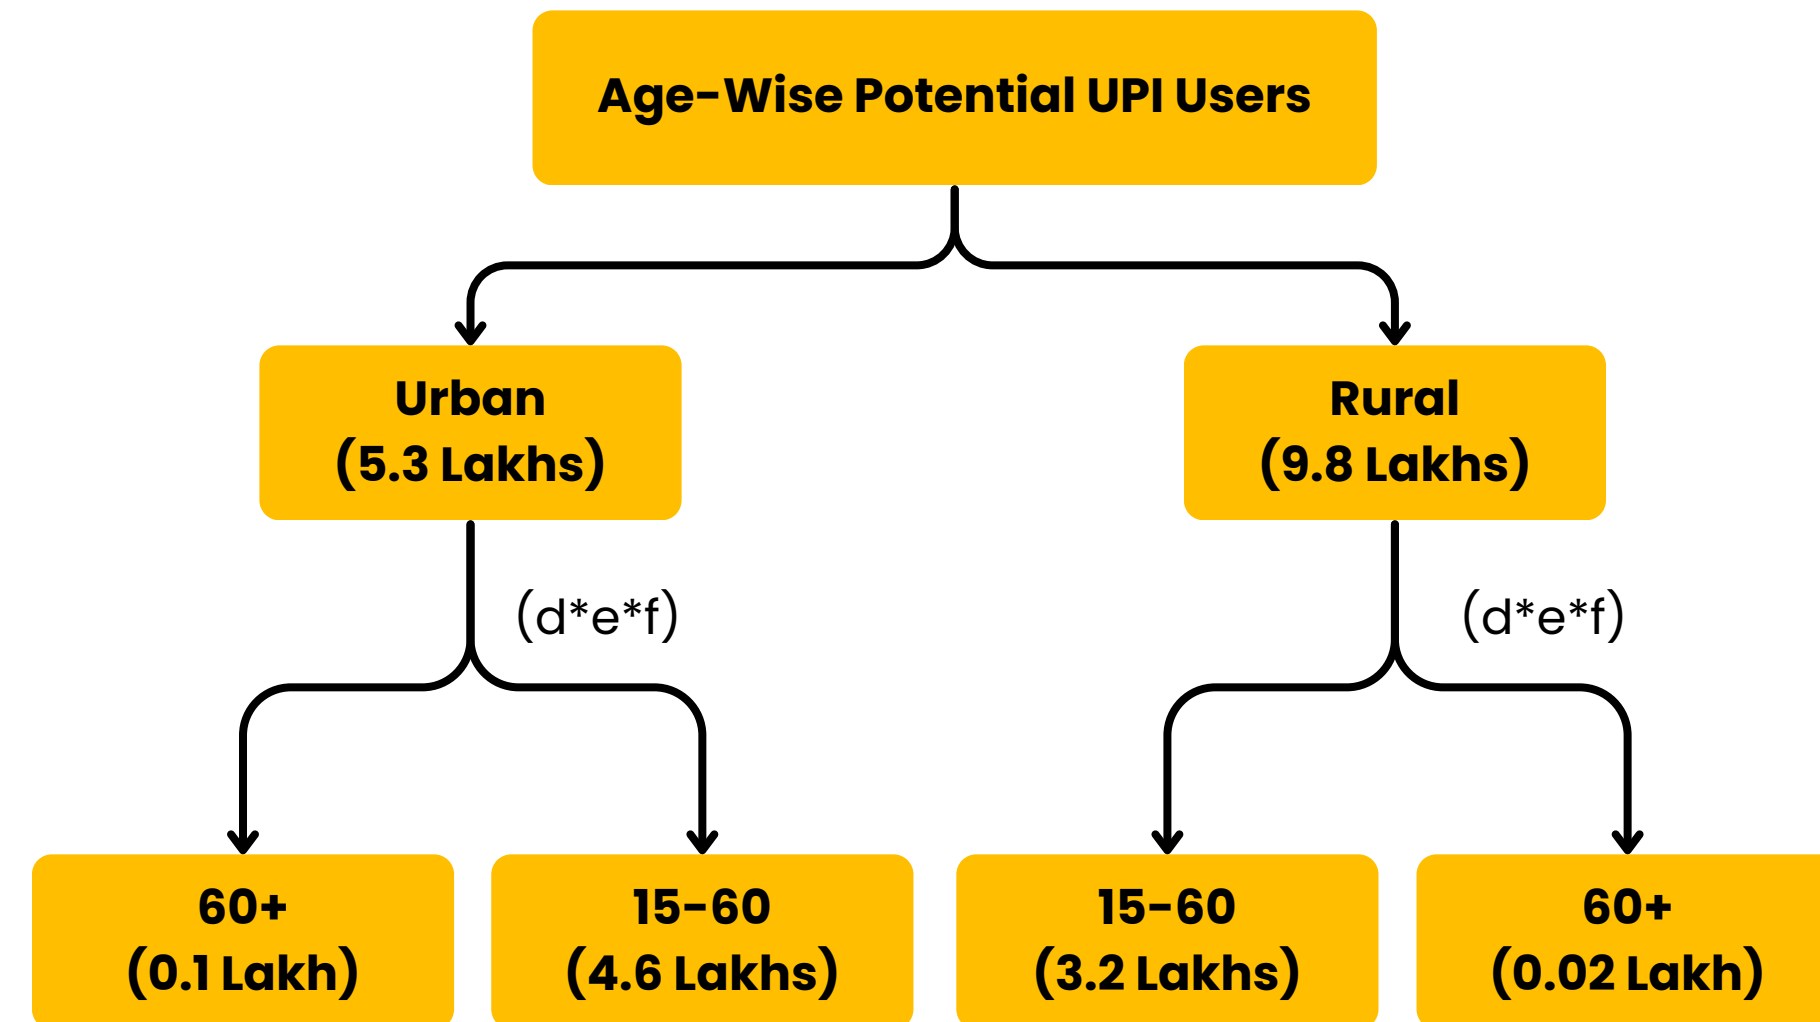 Age-Wise Potential UPI Users
Urban
(5.3 Lakhs)
Rural
(9.8 Lakhs)
(d*e*f)
(d*e*f)
60+
(0.1 Lakh)
15-60
(4.6 Lakhs)
15-60
(3.2 Lakhs)
60+
(0.02 Lakh)